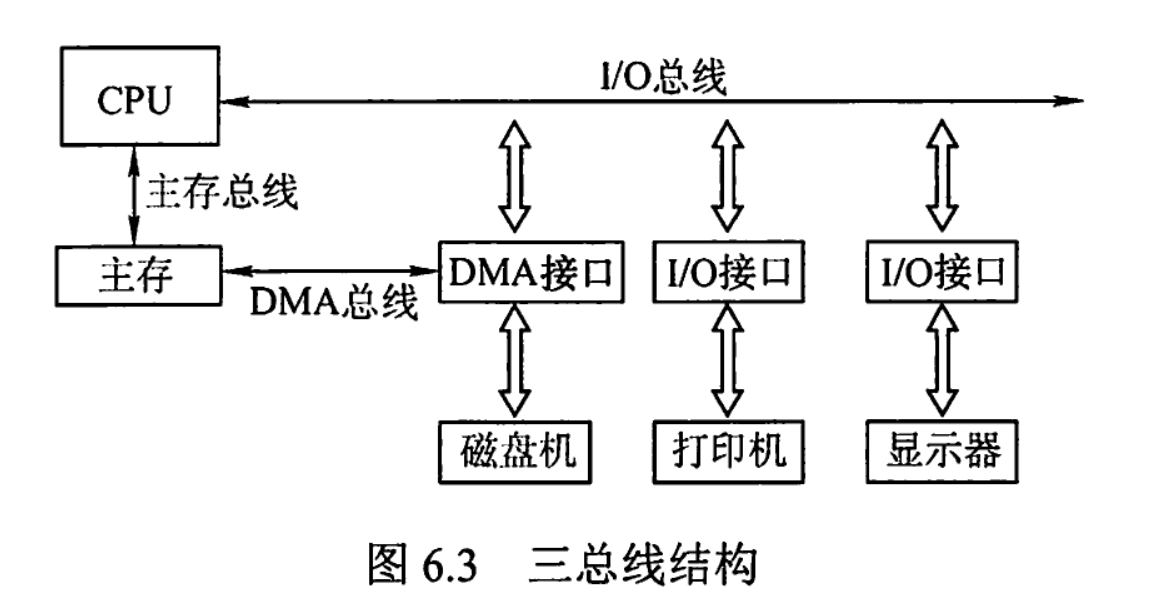 I/O总线
CPU
主存总线
主存
DMA总线
DMA接口
I/O接口
I/O接口
磁盘机
打印机
显示器
图 6.3 三总线结构